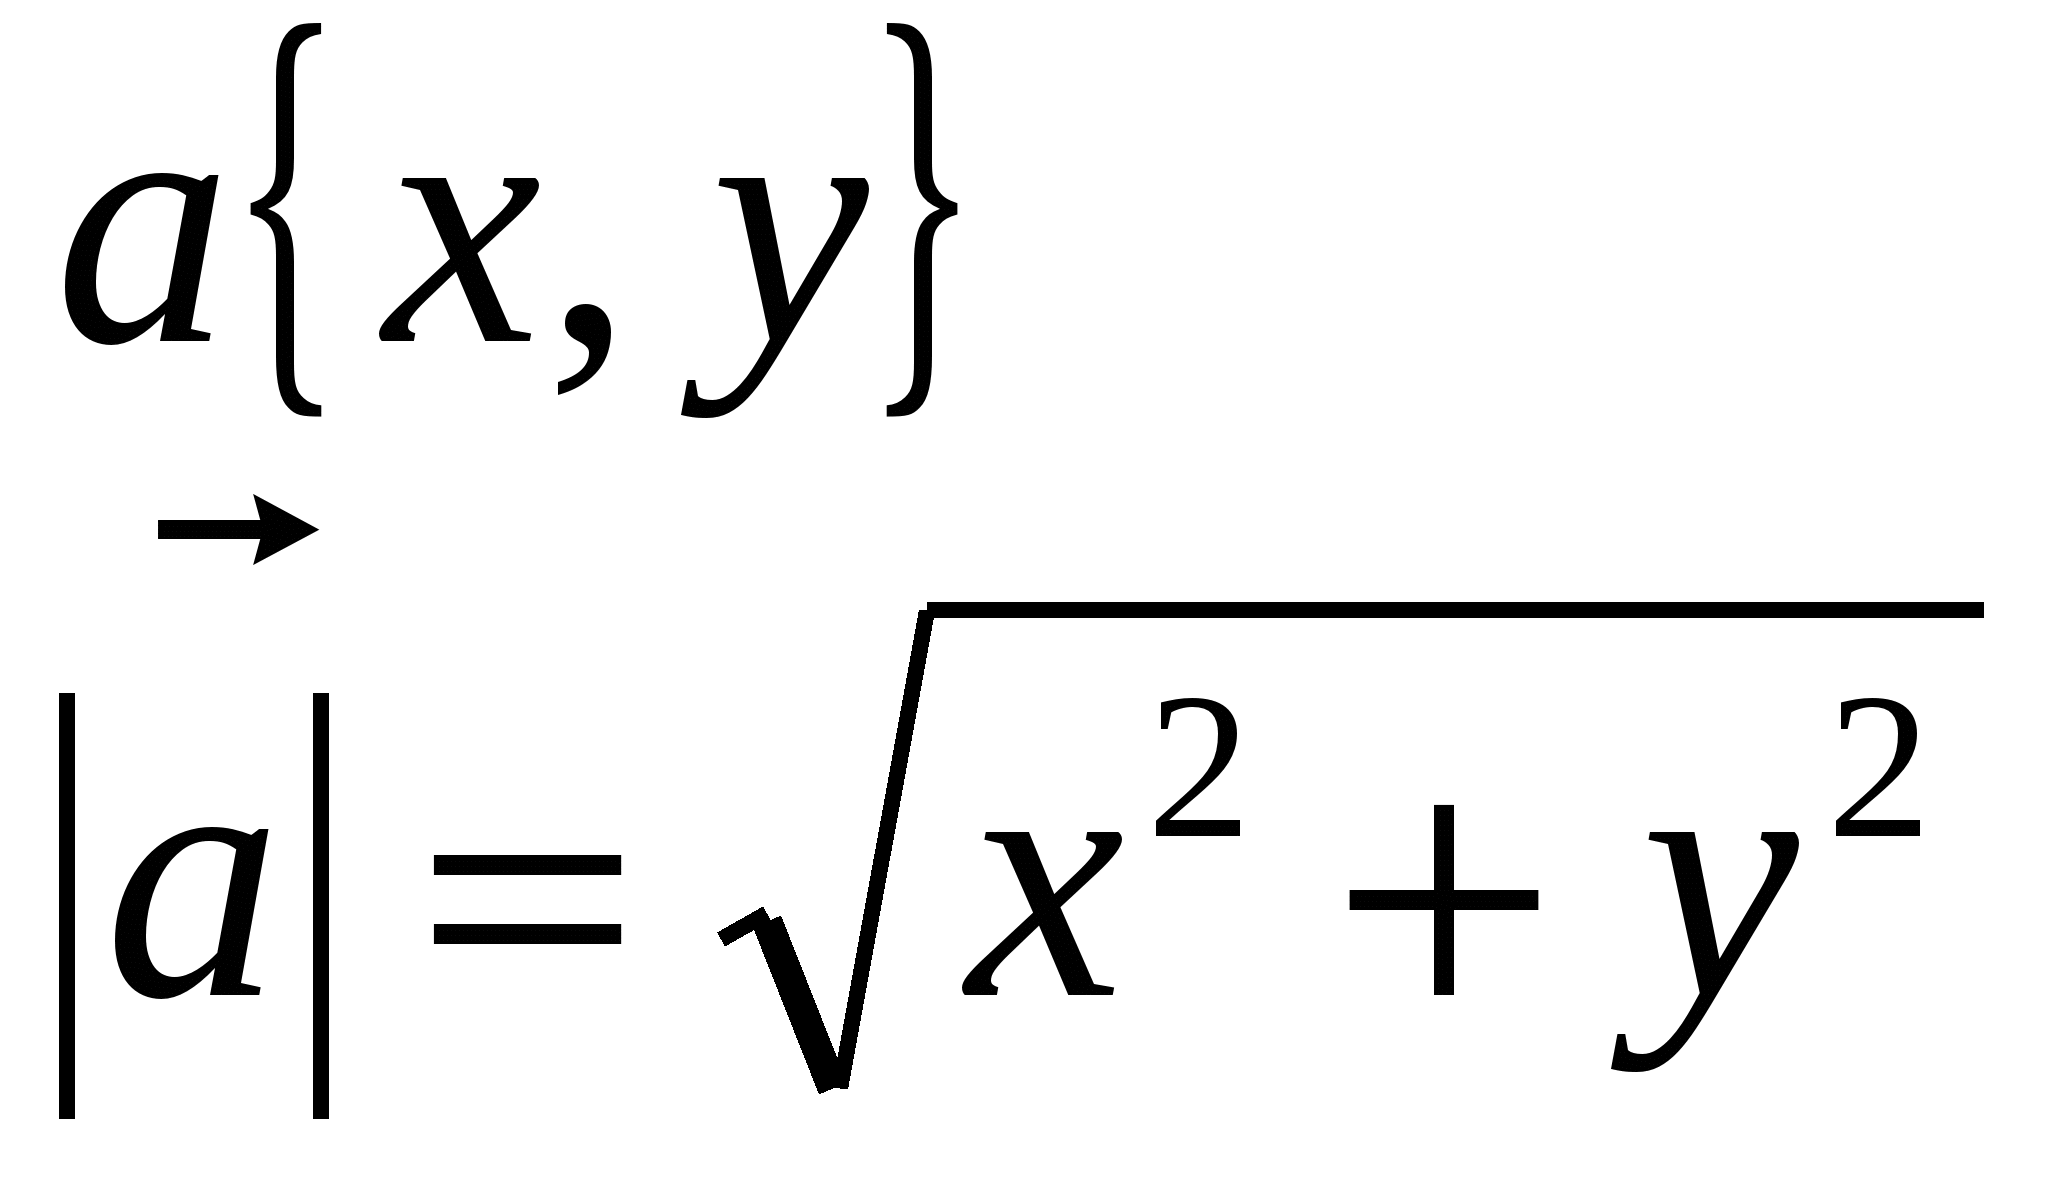 a{x, y}
→
|a| = √x² + y²